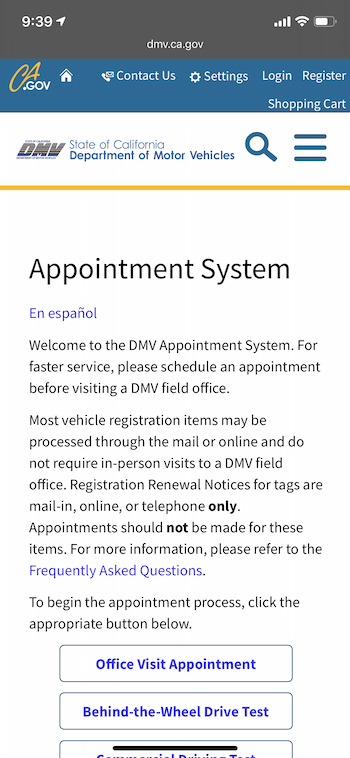 9:39
dmv.ca.gov
CA .GOV Contact Us Settings Login Register
Shopping Cart
DMV State of California
Department of Motor Vehicles
Appointment System
En español
Welcome to the DMV Appointment System. For
faster service, please schedule an appointment
before visiting a DMV field office.
Most vehicle registration items may be
processed through the mail or online and do
not require in-person visits to a DMV field
office. Registration Renewal Notices for tags are
mail-in, online, or telephone only.
Appointments should not be made for these
items. For more information, please refer to the
Frequently Asked Questions.
To begin the appointment process, click the
appropriate button below.
Office Visit Appointment
Behind-the-Wheel Drive Test
Commercial Driving Test